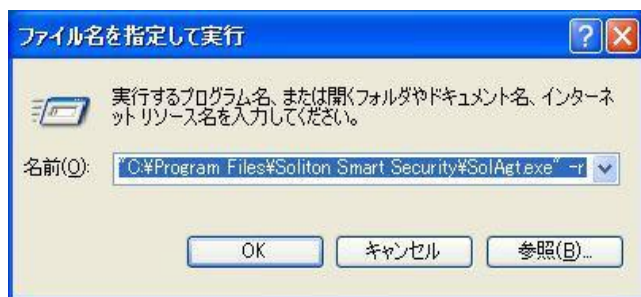 ファイル名を指定して実行
実行するプログラム名、または開くフォルダやドキュメント名、インターネ
ット リソース名を入力してください。
名前(O): "C:¥Program Files¥Soliton Smart Security¥SolAgt.exe" -r
OK キャンセル 参照(B)...